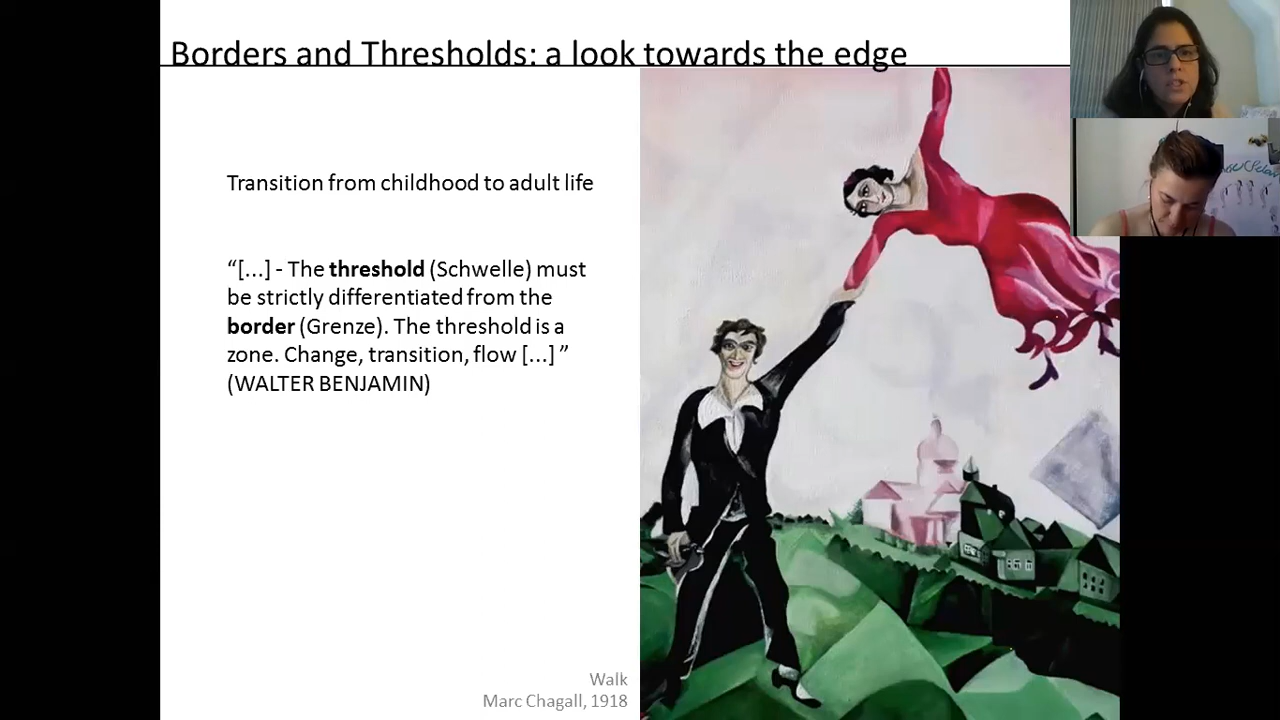 Borders and Thresholds: a look towards the edge
Transition from childhood to adult life
“[...] - The threshold (Schwelle) must
be strictly differentiated from the
border (Grenze). The threshold is a
zone. Change, transition, flow [...] ”
(WALTER BENJAMIN)
Walk
Marc Chagall, 1918